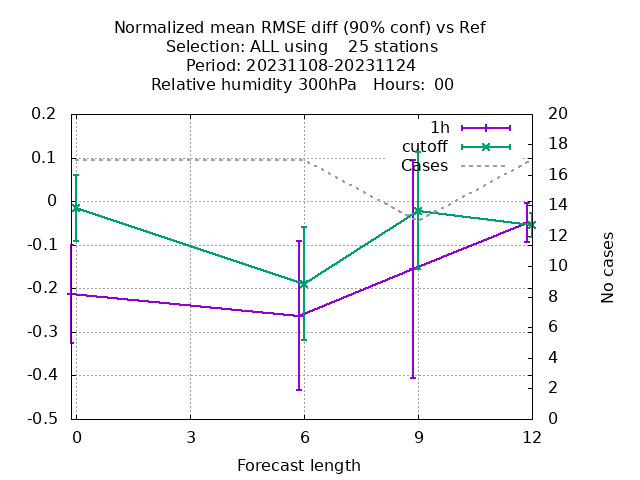 Normalized mean RMSE diff (90% conf) vs Ref
Selection: ALL using    25 stations
Period: 20231108-20231124
Relative humidity 300hPa   Hours:  00
0.2
0.1
0
-0.1
-0.2
-0.3
-0.4
-0.5
1h
cutoff
Cases
20
18
16
14
12
10
8
6
4
2
0
No cases
0
3
6
9
12
Forecast length